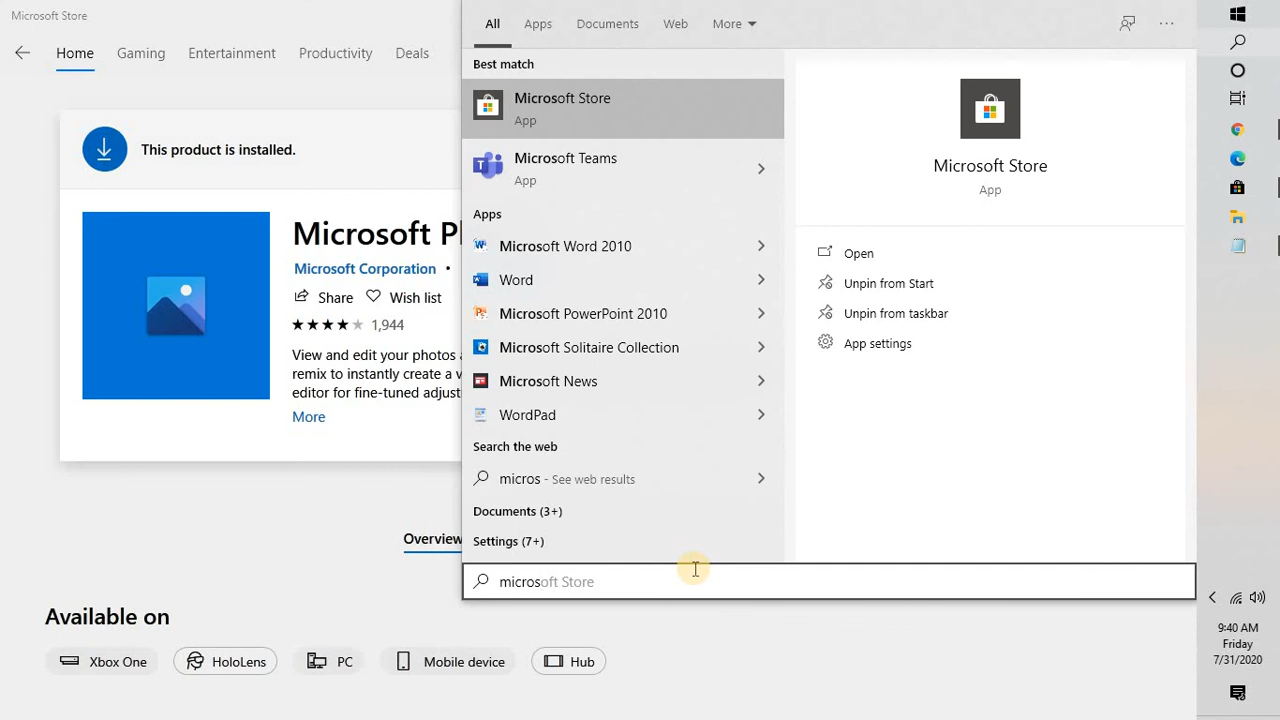 Microsoft Store
Home Gaming Entertainment Productivity Deals
This product is installed.
Microsoft P
Microsoft Corporation •
Share Wish list
1,944
View and edit your photos a
remix to instantly create a v
editor for fine-tuned adjust
More
Overview
Available on
Xbox One HoloLens PC Mobile device Hub
All Apps Documents Web More
Best match
Microsoft Store
App
Microsoft Teams
App
Apps
Microsoft Word 2010
Word
Microsoft PowerPoint 2010
Microsoft Solitaire Collection
Microsoft News
WordPad
Search the web
micros - See web results
Documents (3+)
Settings (7+)
microsoft Store
Microsoft Store
App
Open
Unpin from Start
Unpin from taskbar
App settings
9:40 AM
Friday
7/31/2020